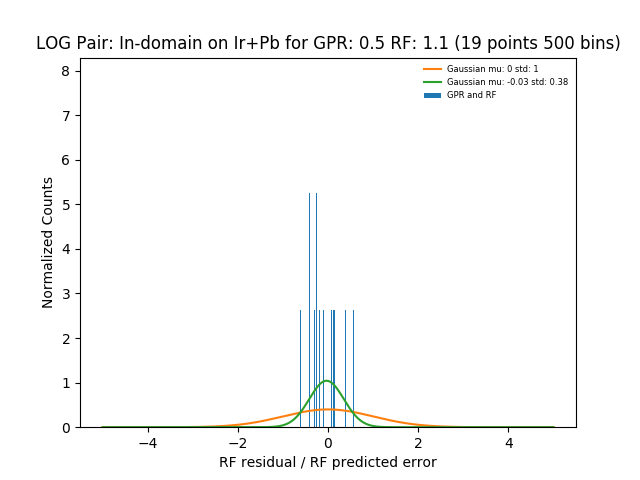 LOG Pair: In-domain on Ir+Pb for GPR: 0.5 RF: 1.1 (19 points 500 bins)
Gaussian mu: 0 std: 1
Gaussian mu: -0.03 std: 0.38
GPR and RF
Normalized Counts
8
7
6
5
4
3
2
1
0
−4 −2 0 2 4
RF residual / RF predicted error